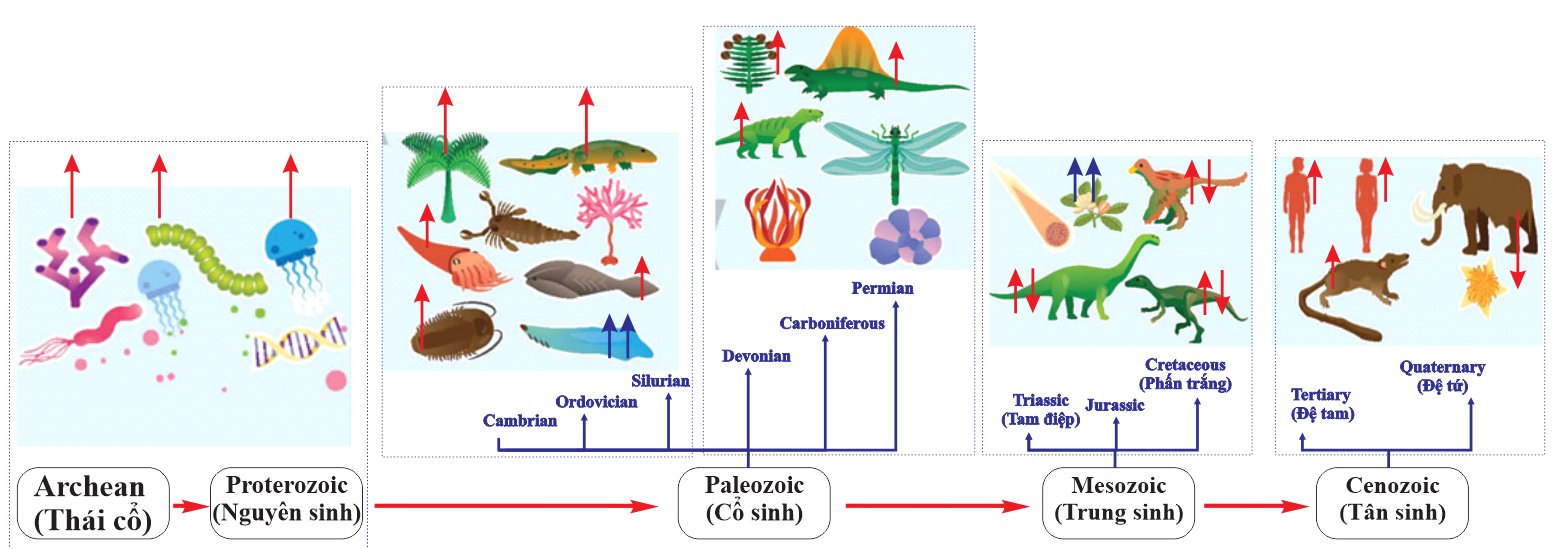 Permian
Carboniferous
Devonian
Silurian
Ordovician
Cambrian
Cretaceous
(Phấn trắng)
Triassic
(Tam điệp)
Jurassic
Quaternary
(Đệ tứ)
Tertiary
(Đệ tam)
Archean
(Thái cổ)
Proterozoic
(Nguyên sinh)
Paleozoic
(Cổ sinh)
Mesozoic
(Trung sinh)
Cenozoic
(Tân sinh)